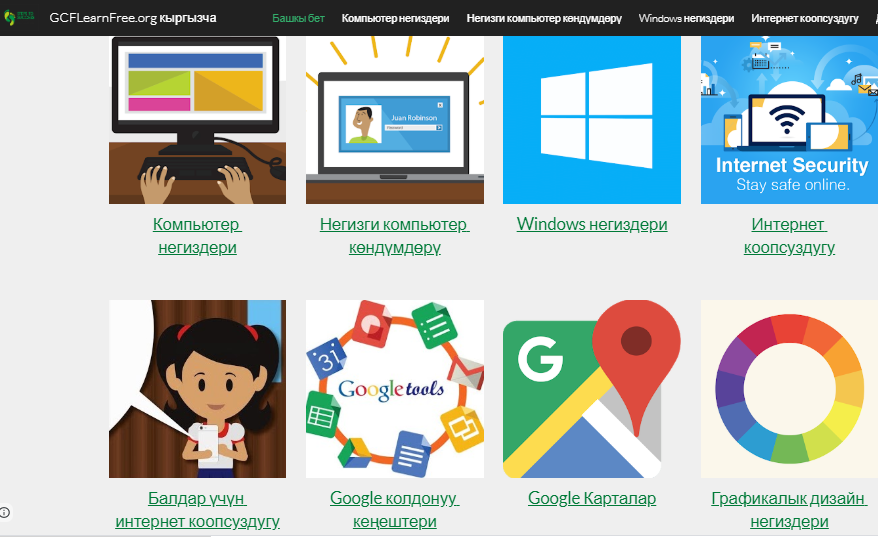 GCFLearnFree.org кыргызча
Башкы бет
Компьютер негиздери
Негизги компьютер көндүмдөрү
Windows негиздери
Интернет коопсуздугу
Juan Robinson
Password
Internet Security
Stay safe online.
Компьютер
негиздери
Негизги компьютер
көндүмдөрү
Windows негиздери
Интернет
коопсуздугу
31
Google tools
G
Балдар үчүн
интернет коопсуздугу
Google колдонуу
кеңештери
Google Карталар
Графикалык дизайн
негиздери